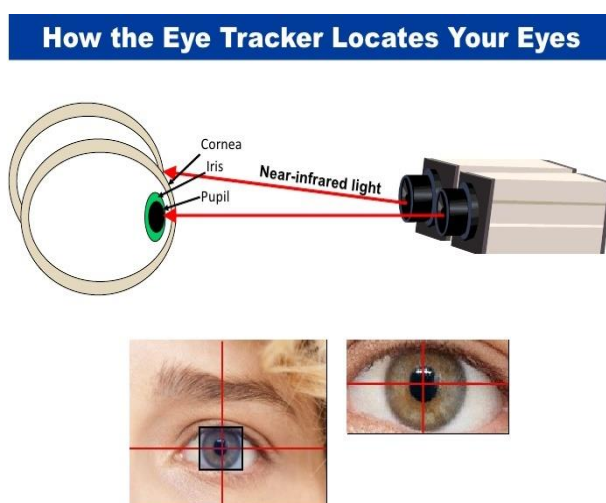 How the Eye Tracker Locates Your Eyes
Cornea
Iris
Near-infrared light
Pupil